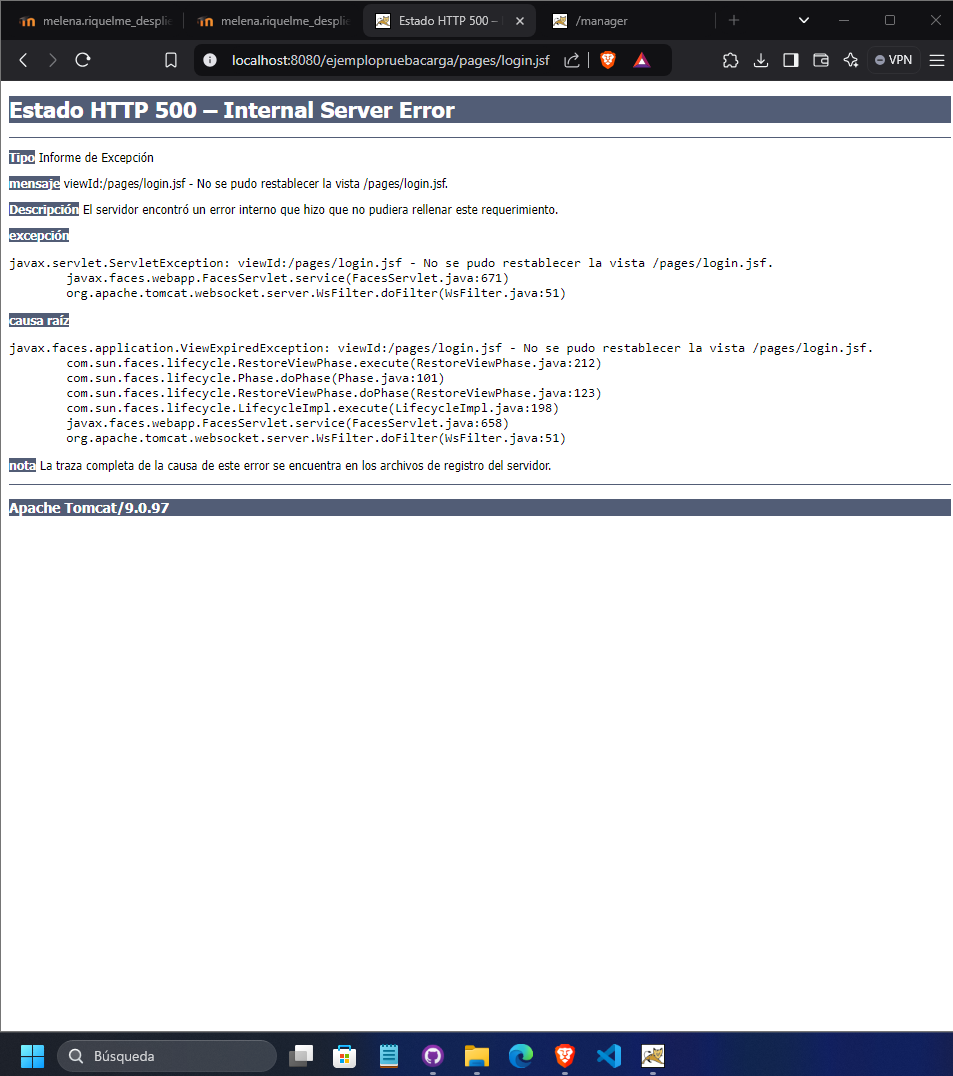 melena.riquelme_desplie
melena.riquelme_desplie
Estado HTTP 500 –
/manager
localhost:8080/ejemplopruebacarga/pages/login.jsf
VPN
Estado HTTP 500 – Internal Server Error
Tipo Informe de Excepción
mensaje viewId:/pages/login.jsf - No se pudo restablecer la vista /pages/login.jsf.
Descripción El servidor encontró un error interno que hizo que no pudiera rellenar este requerimiento.
excepción
javax.servlet.ServletException: viewId:/pages/login.jsf - No se pudo restablecer la vista /pages/login.jsf.
javax.faces.webapp.FacesServlet.service(FacesServlet.java:671)
org.apache.tomcat.websocket.server.WsFilter.doFilter(WsFilter.java:51)
causa raíz
javax.faces.application.ViewExpiredException: viewId:/pages/login.jsf - No se pudo restablecer la vista /pages/login.jsf.
com.sun.faces.lifecycle.RestoreViewPhase.execute(RestoreViewPhase.java:212)
com.sun.faces.lifecycle.Phase.doPhase(Phase.java:101)
com.sun.faces.lifecycle.RestoreViewPhase.doPhase(RestoreViewPhase.java:123)
com.sun.faces.lifecycle.LifecycleImpl.execute(LifecycleImpl.java:198)
javax.faces.webapp.FacesServlet.service(FacesServlet.java:658)
org.apache.tomcat.websocket.server.WsFilter.doFilter(WsFilter.java:51)
nota La traza completa de la causa de este error se encuentra en los archivos de registro del servidor.
Apache Tomcat/9.0.97
Búsqueda